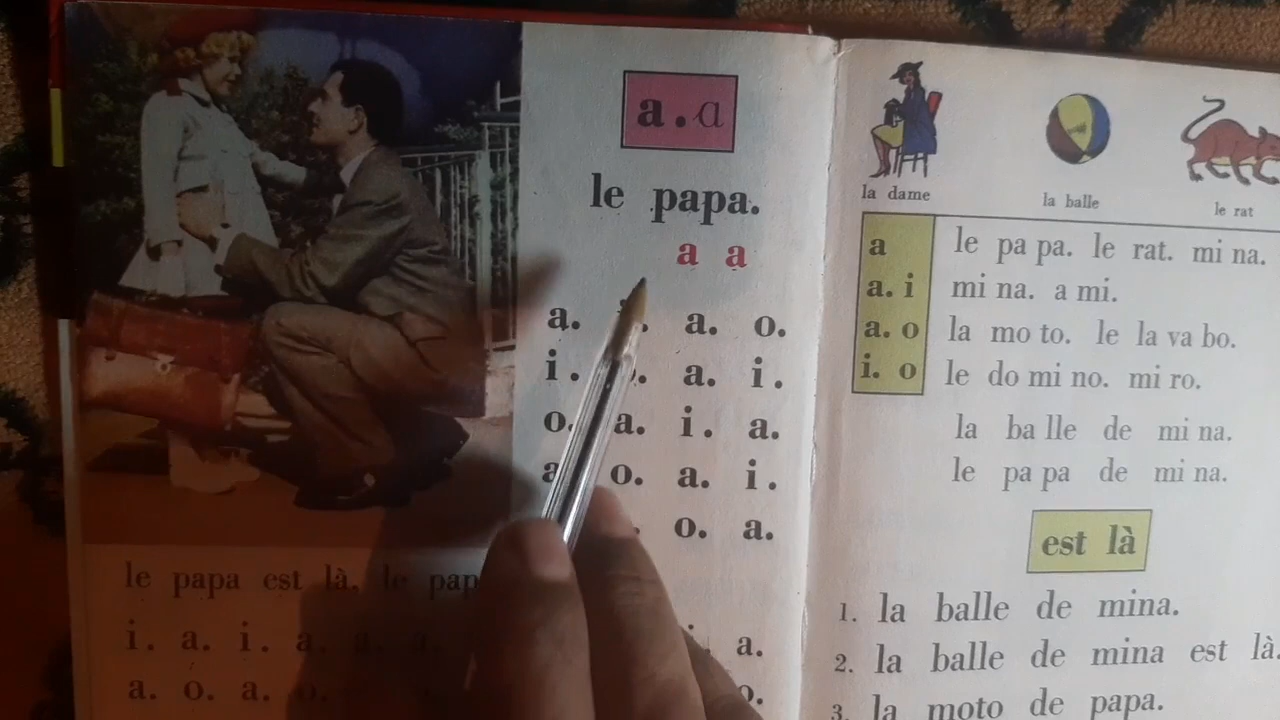 a. a
le papa.
a a
a. a. o.
i. a. i.
o. a. i. a.
a o. a. i.
o. a.
le papa est là. le pap
i. a. i. a. a. a.
a. o. a. o.
a.
o.
la dame
la balle
le rat
a le pa pa. le rat. mi na.
a. i mi na. a mi.
a. o la mo to. le la va bo.
i. o le do mi no. mi ro.
la ba lle de mi na.
le pa pa de mi na.
est là
1. la balle de mina.
2. la balle de mina est là.
3. la moto de papa.